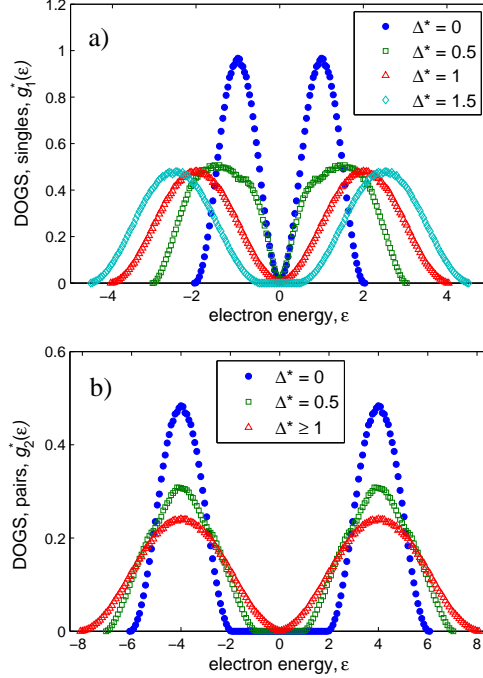 1.2
1
0.8
0.6
0.4
0.2
0
DOGS, singles, g*1(ε)
a)
Δ* = 0
Δ* = 0.5
Δ* = 1
Δ* = 1.5
−4 −2 0 2 4
electron energy, ε
0.6
0.4
0.2
0
DOGS, pairs, g*2(ε)
b)
Δ* = 0
Δ* = 0.5
Δ* ≥ 1
−8 −6 −4 −2 0 2 4 6 8
electron energy, ε